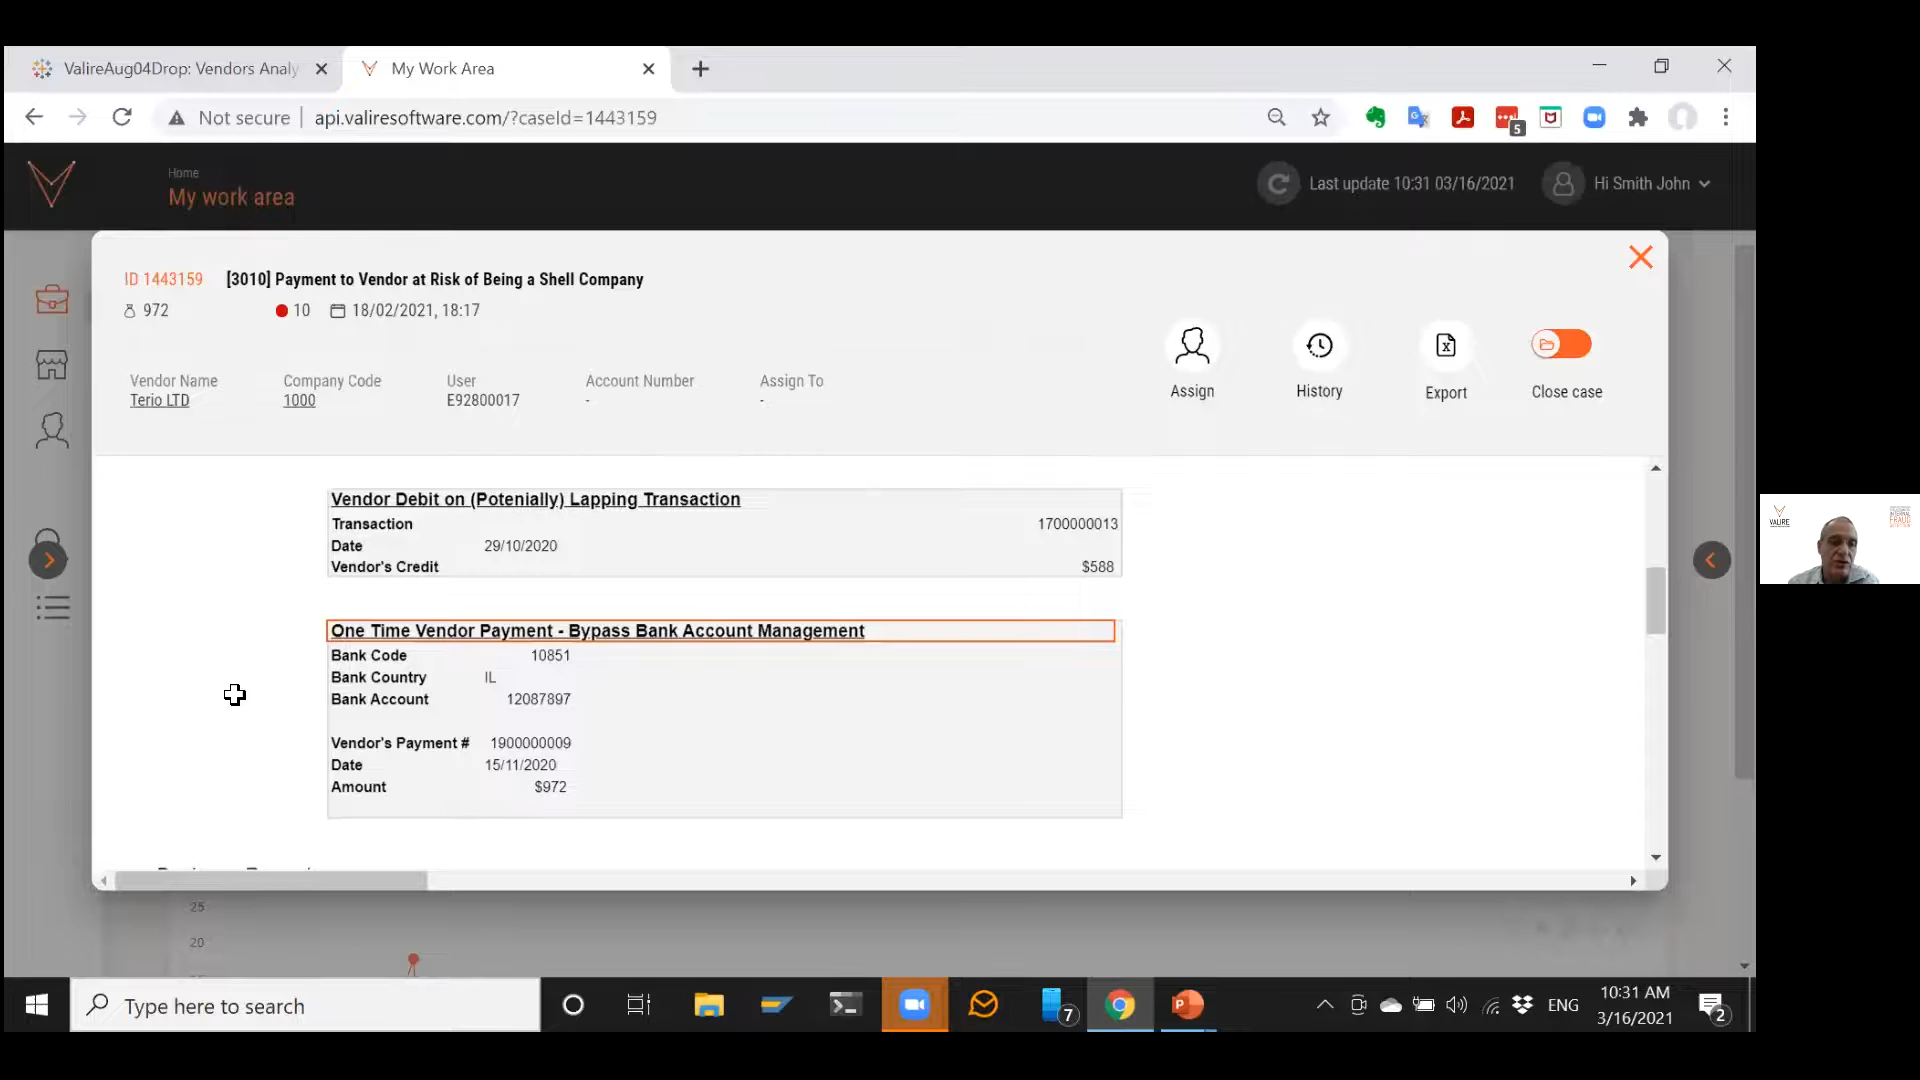 ValireAug04Drop: Vendors Analy
My Work Area
Not secure
api.valiresoftware.com/?caseId=1443159
5
Home
My work area
Last update 10:31 03/16/2021
Hi Smith John
ID 1443159
[3010] Payment to Vendor at Risk of Being a Shell Company
972
10
18/02/2021, 18:17
Assign
History
Export
Close case
Vendor Name
Company Code
User
Account Number
Assign To
Terio LTD
1000
E92800017
-
-
Vendor Debit on (Potenially) Lapping Transaction
Transaction 1700000013
Date 29/10/2020
Vendor's Credit $588
One Time Vendor Payment - Bypass Bank Account Management
Bank Code 10851
Bank Country IL
Bank Account 12087897
Vendor's Payment # 1900000009
Date 15/11/2020
Amount $972
25
20
VALIRE
Type here to search
7
ENG
10:31 AM
3/16/2021
2